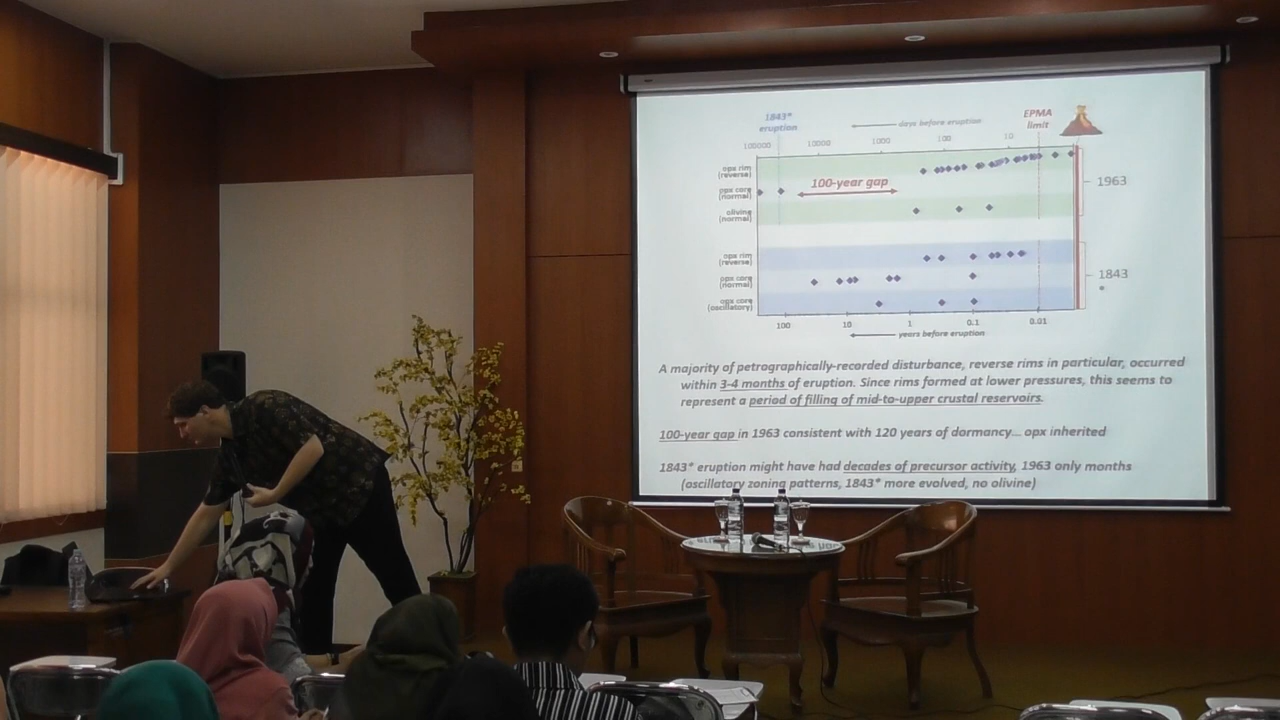 1843*
eruption
days before eruption
EPMA
limit
100000 10000 1000 100 10
opx rim
(reverse)
opx core
(normal)
100-year gap
olivine
(normal)
1963
opx rim
(reverse)
opx core
(normal)
opx core
(oscillatory)
1843
*
100 10 1 0.1 0.01
years before eruption
A majority of petrographically-recorded disturbance, reverse rims in particular, occurred
within 3-4 months of eruption. Since rims formed at lower pressures, this seems to
represent a period of filling of mid-to-upper crustal reservoirs.
100-year gap in 1963 consistent with 120 years of dormancy... opx inherited
1843* eruption might have had decades of precursor activity, 1963 only months
(oscillatory zoning patterns, 1843* more evolved, no olivine)